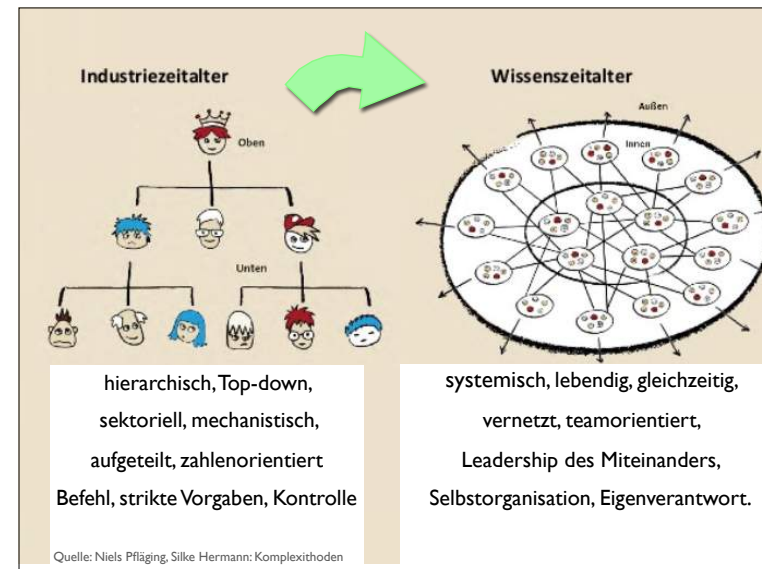 Industriezeitalter
Oben
Unten
hierarchisch, Top-down,
sektoriell, mechanistisch,
aufgeteilt, zahlenorientiert
Befehl, strikte Vorgaben, Kontrolle
Quelle: Niels Pfläging, Silke Hermann: Komplexithoden
Wissenszeitalter
Außen
Innen
systemisch, lebendig, gleichzeitig,
vernetzt, teamorientiert,
Leadership des Miteinanders,
Selbstorganisation, Eigenverantwort.